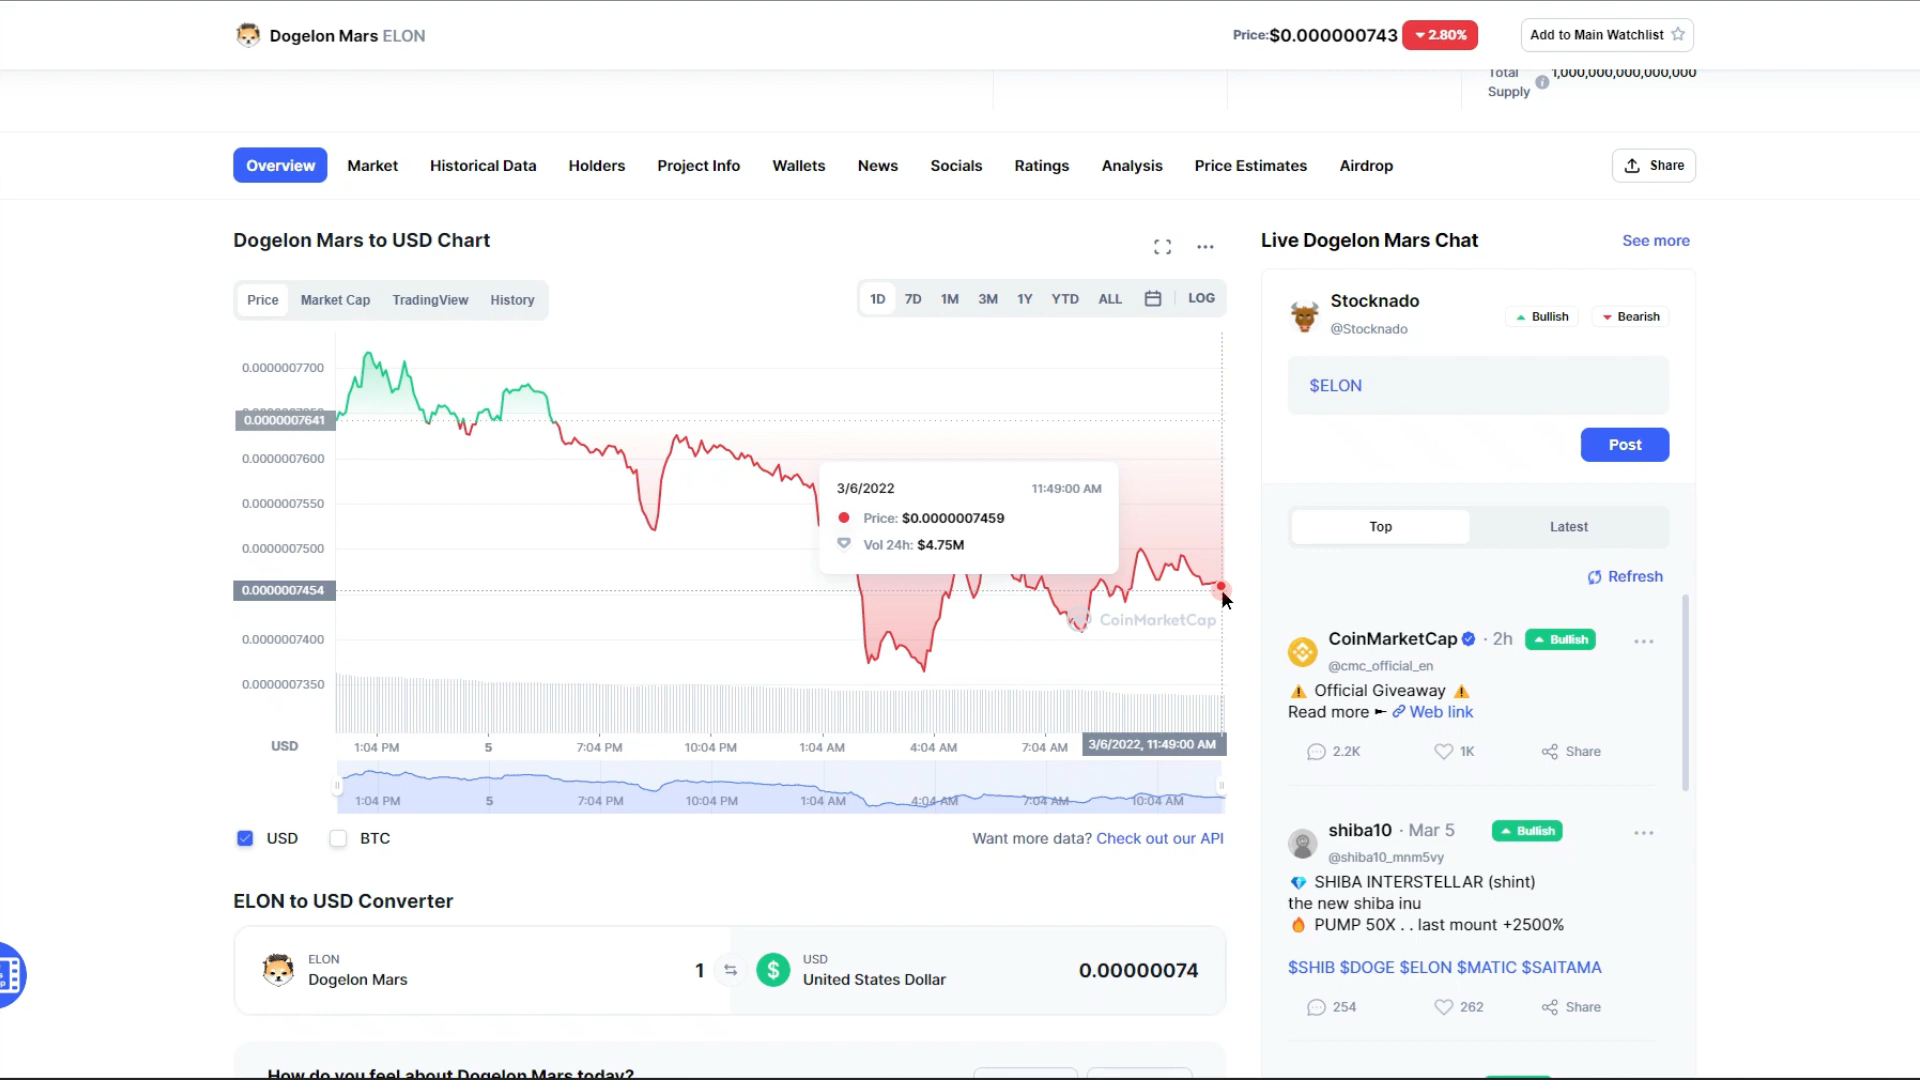 Dogelon Mars ELON
Price:$0.000000743 2.80% Add to Main Watchlist
Total
Supply 1,000,000,000,000,000
Overview Market Historical Data Holders Project Info Wallets News Socials Ratings Analysis Price Estimates Airdrop Share
Dogelon Mars to USD Chart
Price Market Cap TradingView History
1D 7D 1M 3M 1Y YTD ALL LOG
0.0000007700
0.0000007641
0.0000007600
0.0000007550
0.0000007500
0.0000007454
0.0000007400
0.0000007350
3/6/2022 11:49:00 AM
Price: $0.0000007459
Vol 24h: $4.75M
CoinMarketCap
USD 1:04 PM 5 7:04 PM 10:04 PM 1:04 AM 4:04 AM 7:04 AM 3/6/2022, 11:49:00 AM
1:04 PM 5 7:04 PM 10:04 PM 1:04 AM 4:04 AM 7:04 AM 10:04 AM
USD BTC
Want more data? Check out our API
ELON to USD Converter
ELON
Dogelon Mars
1
USD
United States Dollar
0.00000074
How do you feel about Dogelon Mars today?
Live Dogelon Mars Chat See more
Stocknado
@Stocknado
Bullish Bearish
$ELON
Post
Top Latest
Refresh
CoinMarketCap · 2h Bullish
@cmc_official_en
⚠ Official Giveaway ⚠
Read more Web link
2.2K 1K Share
shiba10 · Mar 5 Bullish
@shiba10_mnm5vy
💎 SHIBA INTERSTELLAR (shint)
the new shiba inu
🔥 PUMP 50X . . last mount +2500%
$SHIB $DOGE $ELON $MATIC $SAITAMA
254 262 Share